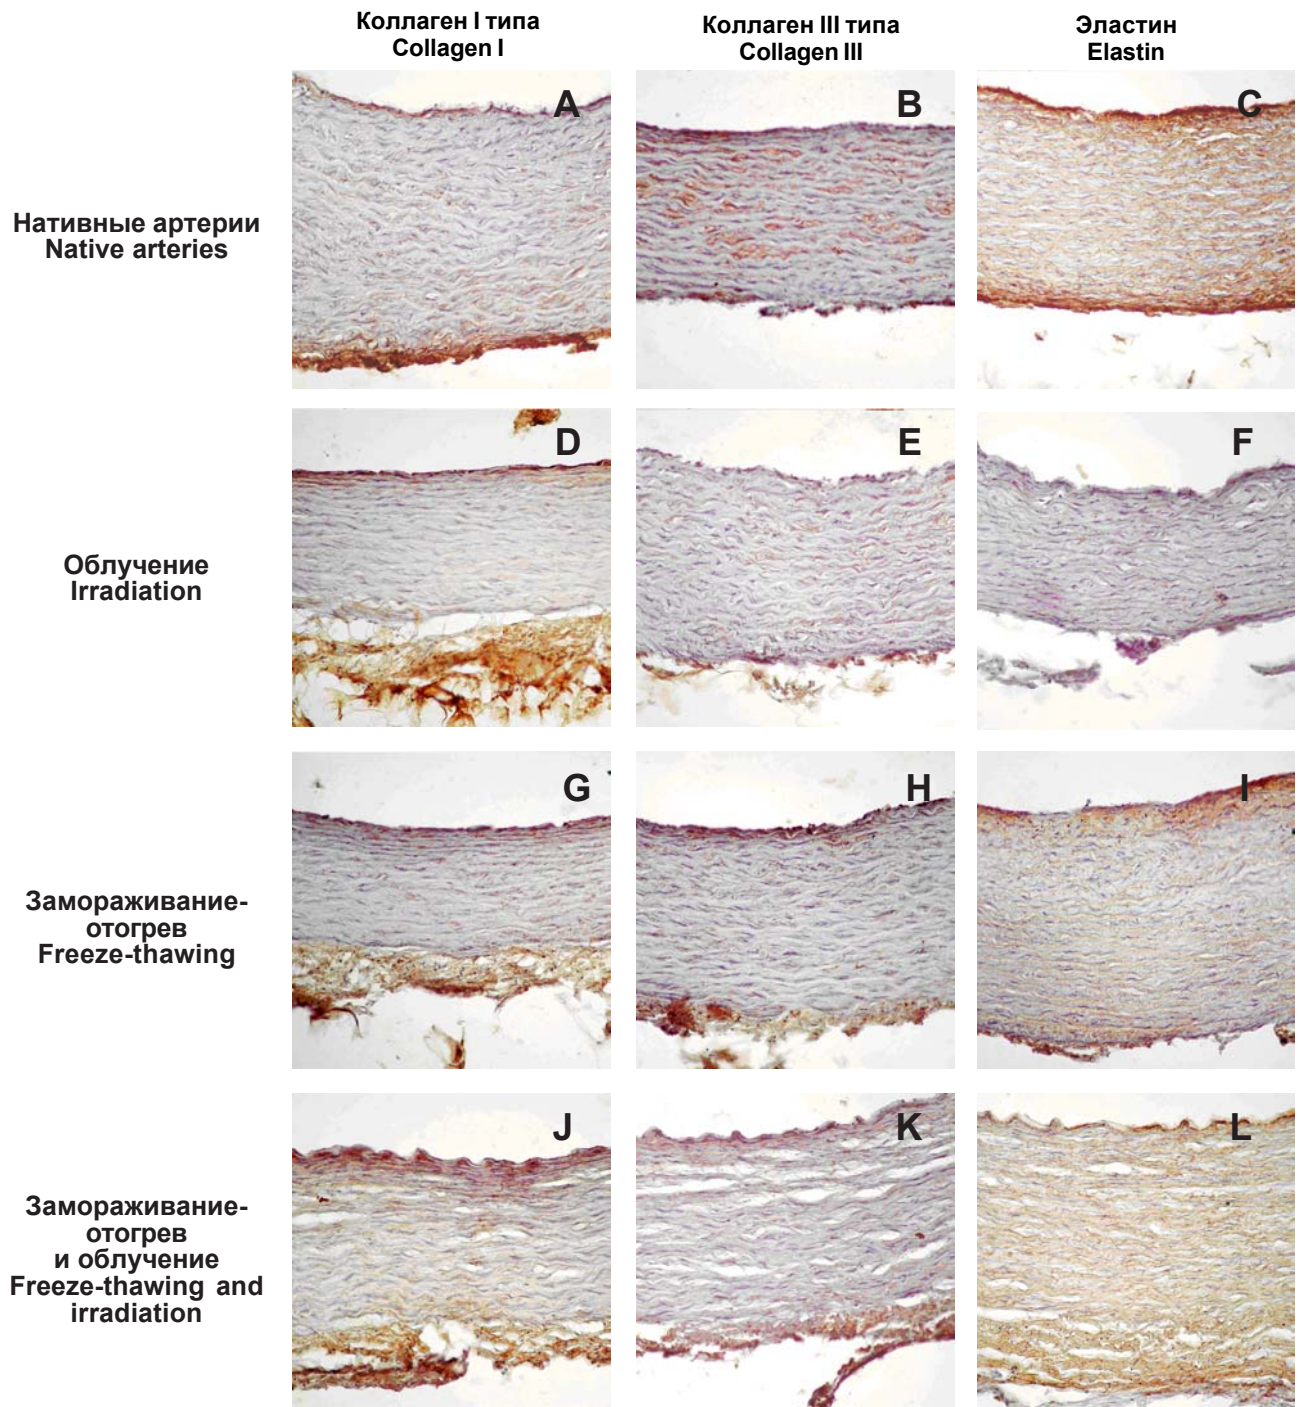 Коллаген I типа
Collagen I
Коллаген III типа
Collagen III
Эластин
Elastin
Нативные артерии
Native arteries
A
B
C
Облучение
Irradiation
D
E
F
Замораживание-
отогрев
Freeze-thawing
G
H
I
Замораживание-
отогрев
и облучение
Freeze-thawing and
irradiation
J
K
L